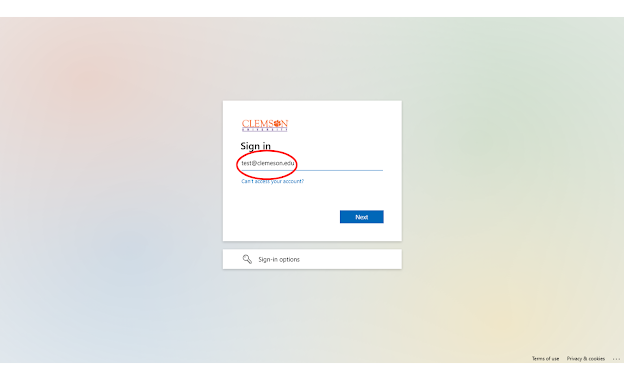 CLEMSON
UNIVERSITY
Sign in
test@clemeson.edu
Can't access your account?
Next
Sign-in options
Terms of use Privacy & cookies ...